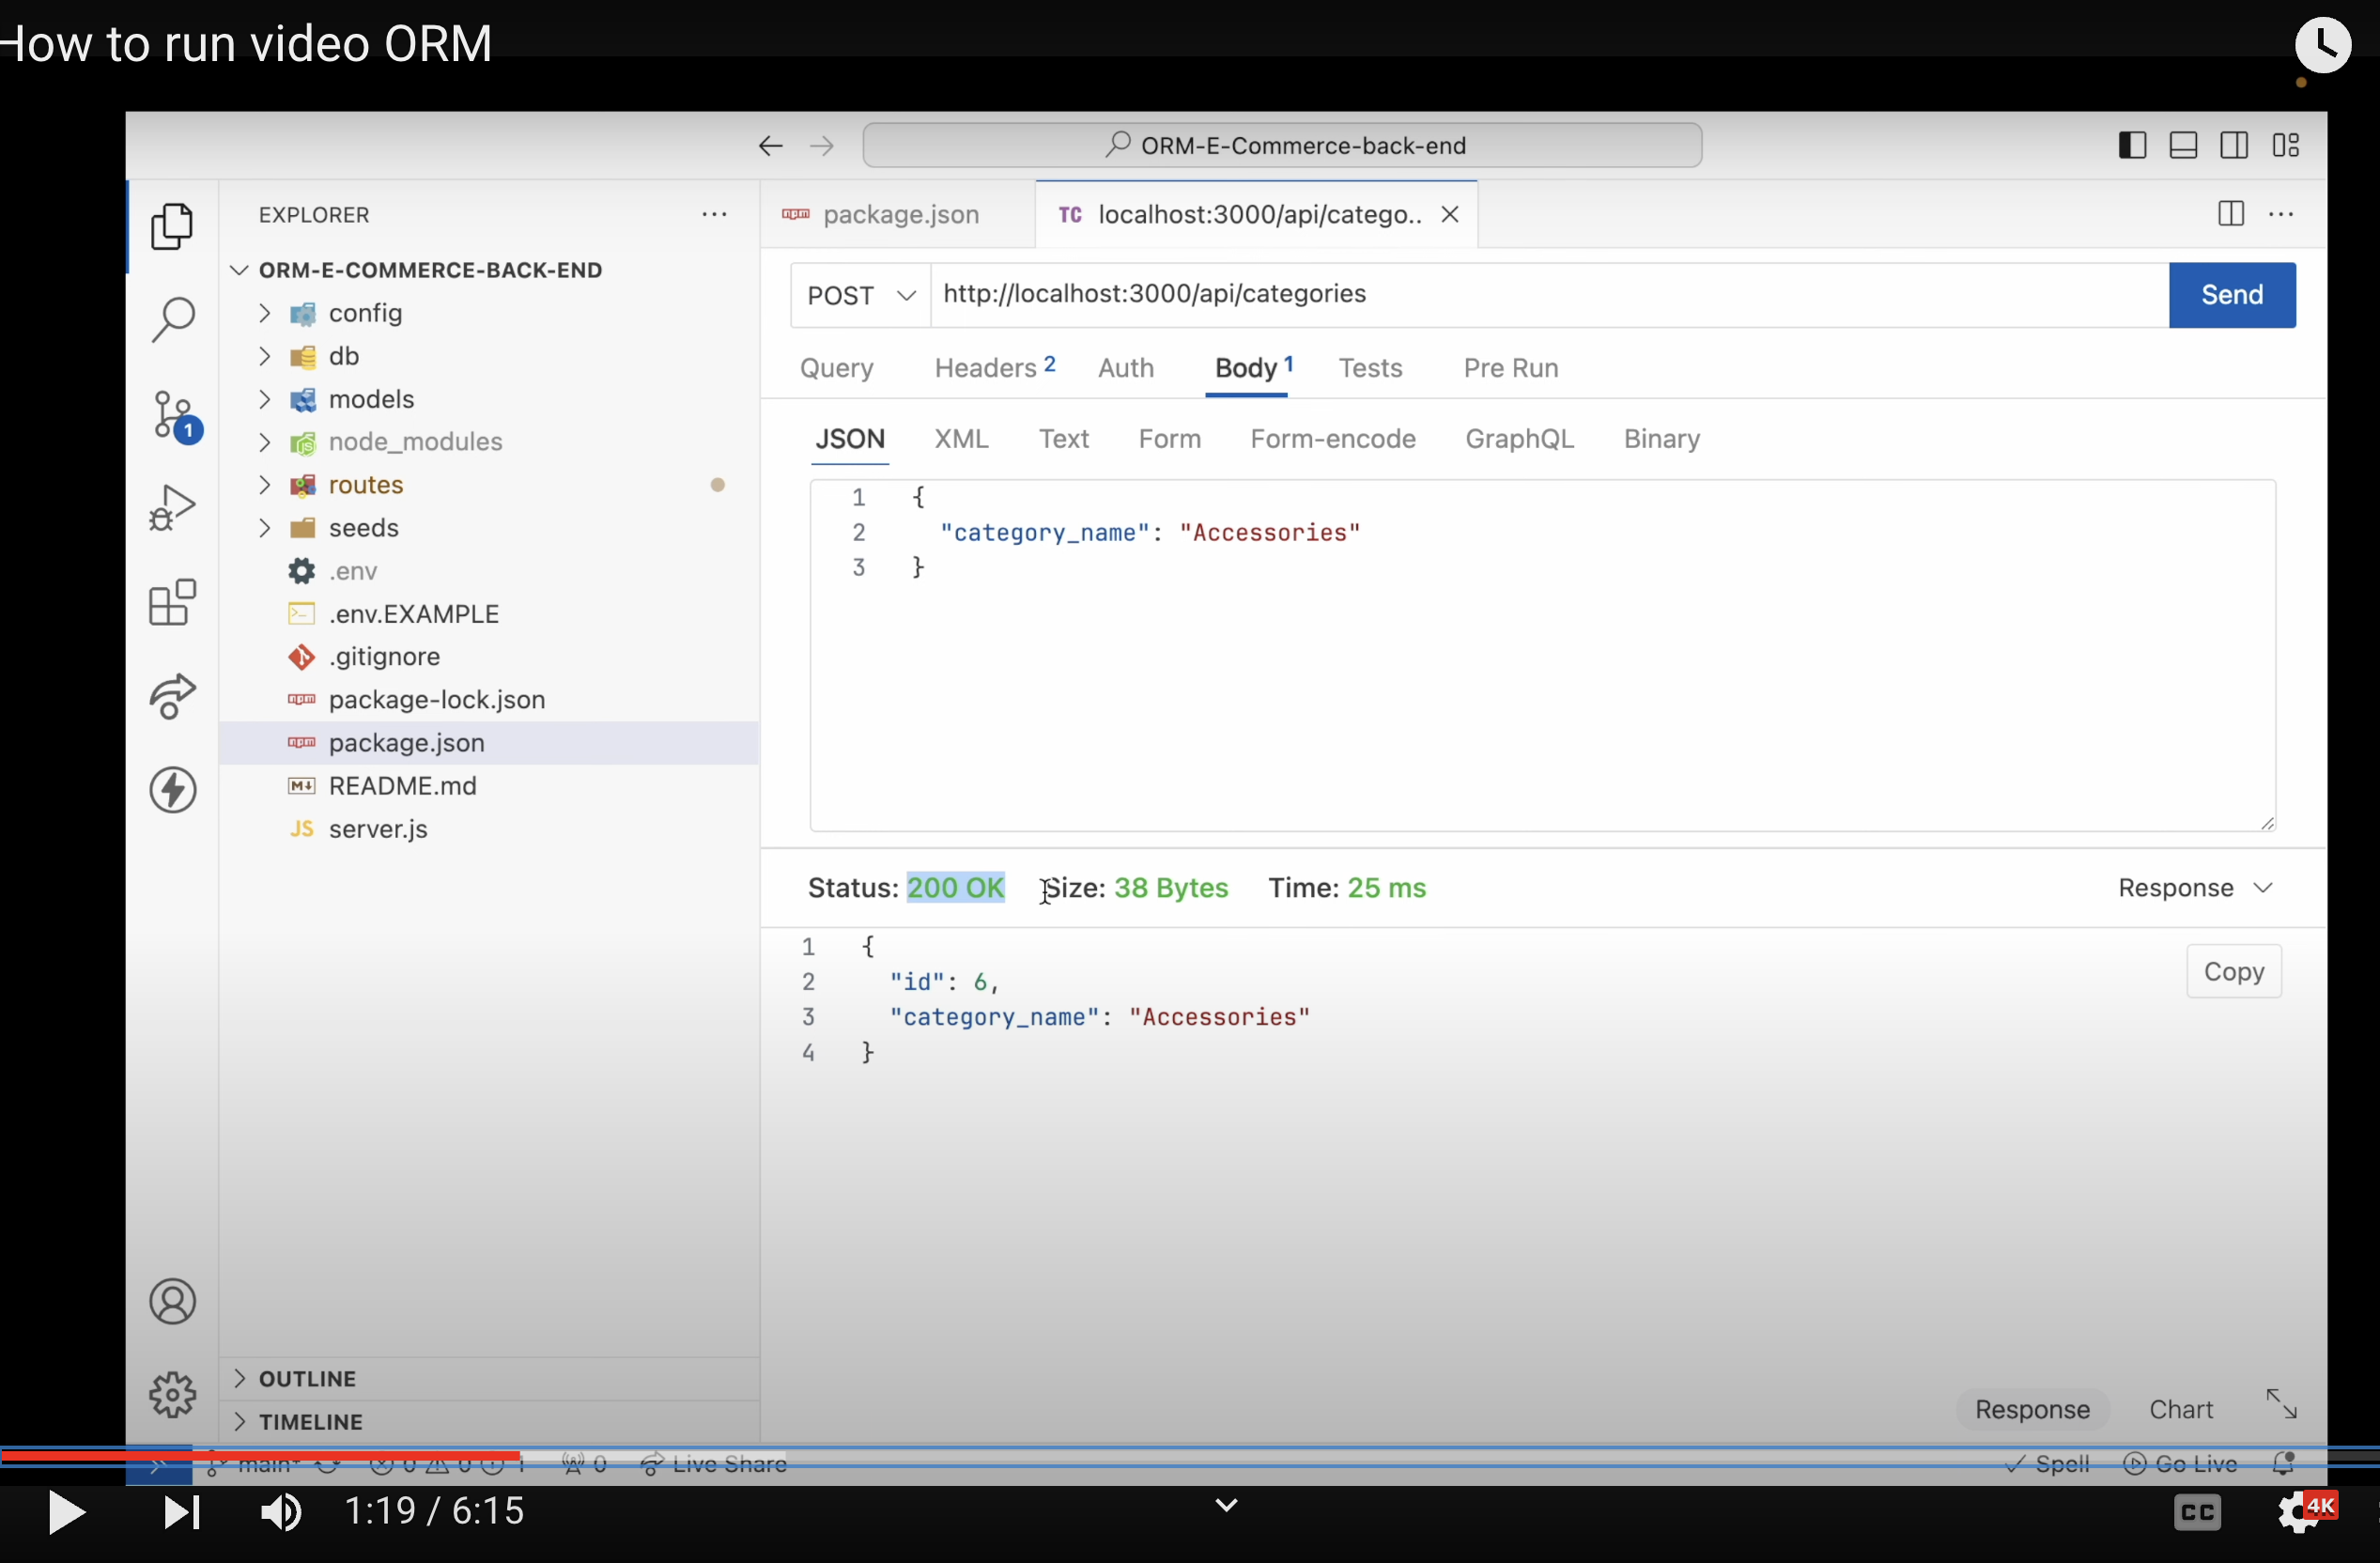 How to run video ORM
ORM-E-Commerce-back-end
EXPLORER
ORM-E-COMMERCE-BACK-END
config
db
models
node_modules
routes
seeds
.env
.env.EXAMPLE
.gitignore
package-lock.json
package.json
README.md
JS server.js
1
OUTLINE
TIMELINE
package.json
TC localhost:3000/api/catego..
POST http://localhost:3000/api/categories Send
Query Headers 2 Auth Body 1 Tests Pre Run
JSON XML Text Form Form-encode GraphQL Binary
1 {
2 "category_name": "Accessories"
3 }
Status: 200 OK Size: 38 Bytes Time: 25 ms Response
1 {
2 "id": 6,
3 "category_name": "Accessories"
4 }
Copy
Response Chart
main* 0 0 1 0 Live Share Spell Go Live
1:19 / 6:15
CC
4K